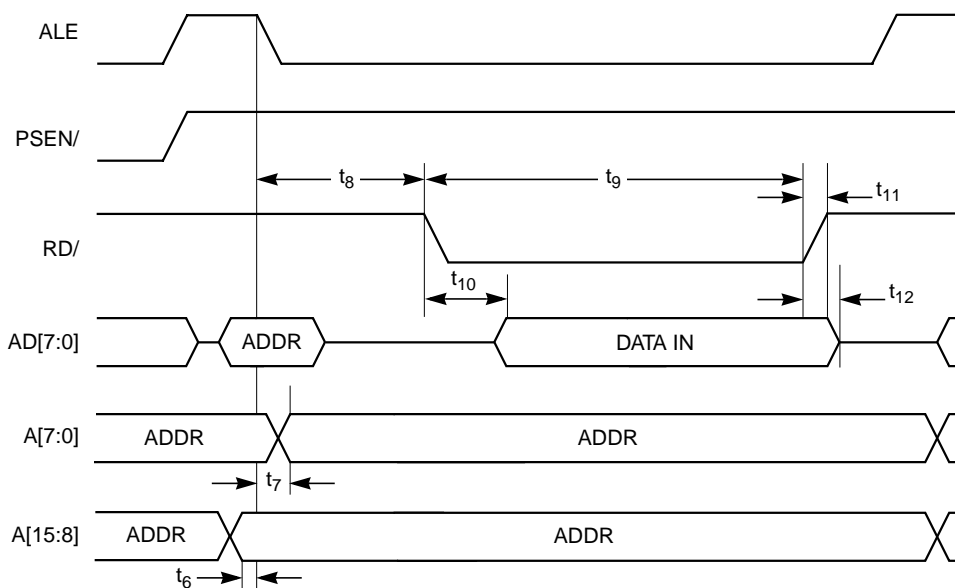 ALE
PSEN/
t8
t9
t11
RD/
t10
t12
AD[7:0]
ADDR
DATA IN
A[7:0]
ADDR
ADDR
t7
A[15:8]
ADDR
ADDR
t6